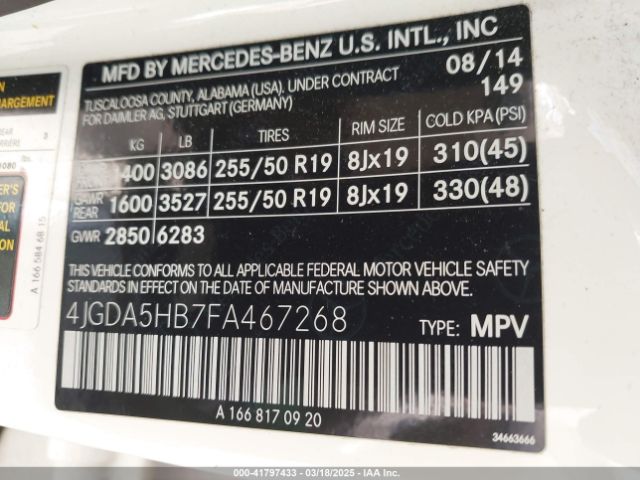 MFD BY MERCEDES-BENZ U.S. INTL., INC
TUSCALOOSA COUNTY, ALABAMA (USA). UNDER CONTRACT 08/14
FOR DAIMLER AG, STUTTGART (GERMANY) 149
KG LB TIRES RIM SIZE COLD KPA (PSI)
400 3086 255/50 R19 8Jx19 310(45)
GAWR REAR 1600 3527 255/50 R19 8Jx19 330(48)
GVWR 2850 6283
THIS VEHICLE CONFORMS TO ALL APPLICABLE FEDERAL MOTOR VEHICLE SAFETY
STANDARDS IN EFFECT ON THE DATE OF MANUFACTURE SHOWN ABOVE.
4JGDA5HB7FA467268 TYPE: MPV
A 166 817 09 20
34663666
A 166 584 68 15
000-41797433 — 03/18/2025 — IAA, Inc.